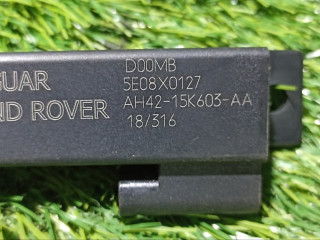 GUAR
ND ROVER
D00MB
5E08X0127
AH42-15K603-AA
18/316